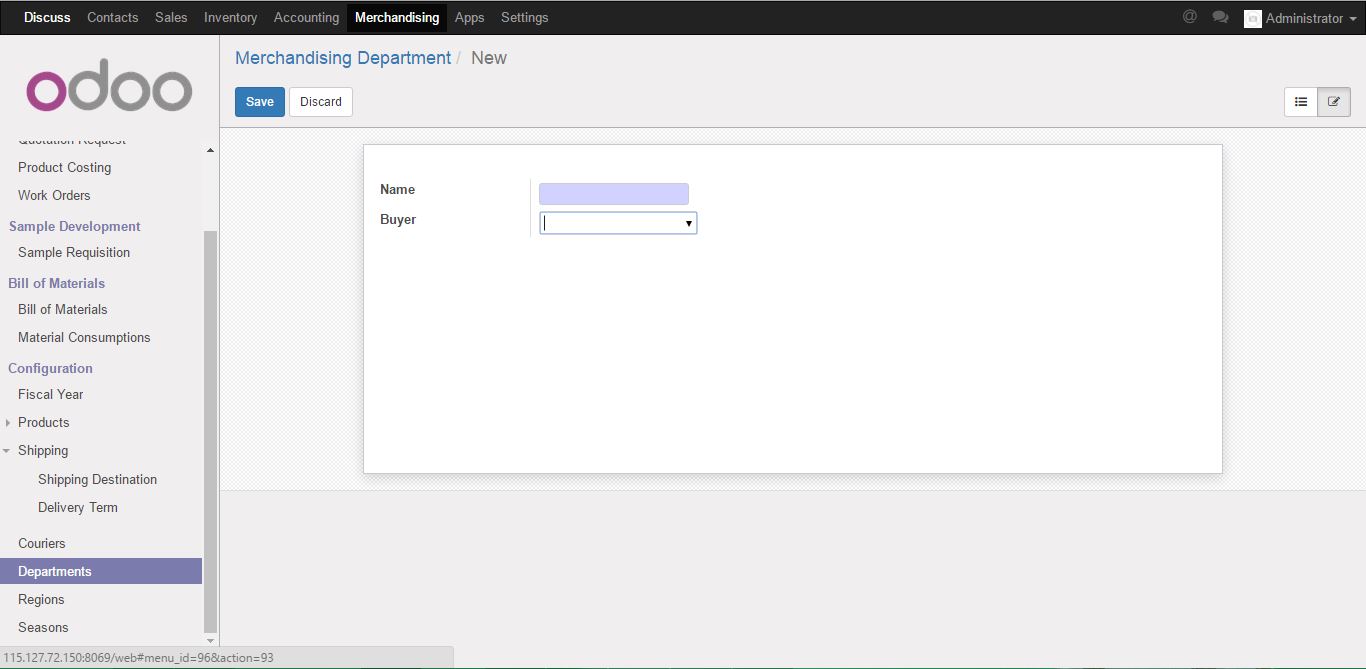 Discuss Contacts Sales Inventory Accounting Merchandising Apps Settings @ Administrator
odoo
Merchandising Department / New
Save Discard
Quotation Request
Product Costing
Work Orders
Sample Development
Sample Requisition
Bill of Materials
Bill of Materials
Material Consumptions
Configuration
Fiscal Year
Products
Shipping
Shipping Destination
Delivery Term
Couriers
Departments
Regions
Seasons
Name
Buyer
115.127.72.150:8069/web#menu_id=96&action=93